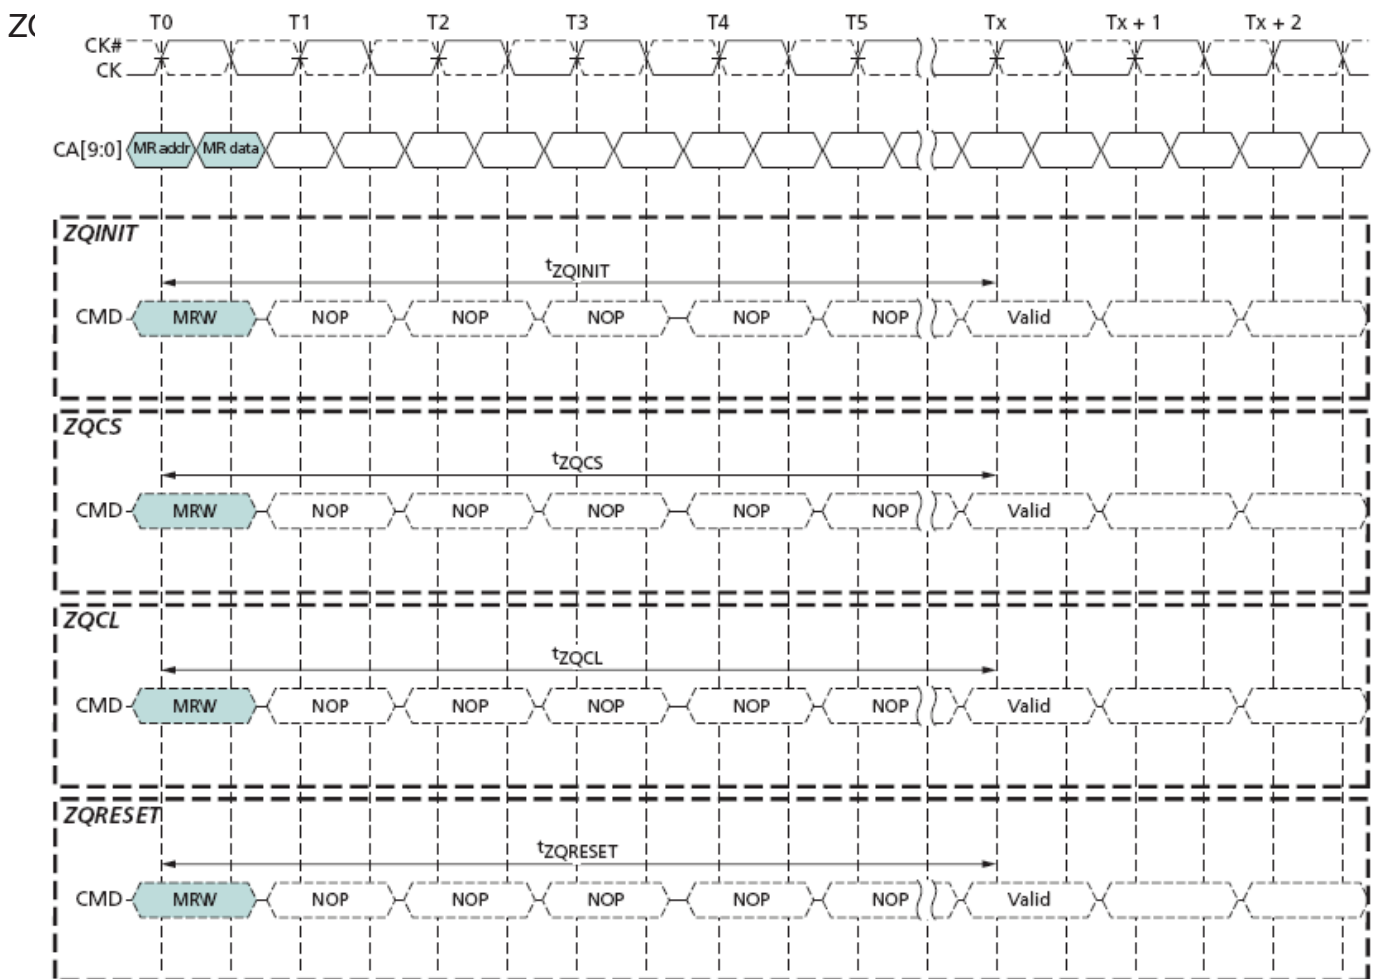 ZQ
T0 T1 T2 T3 T4 T5 Tx Tx + 1 Tx + 2
CK#
CK
CA[9:0] MR addr MR data
ZQINIT
tZQINIT
CMD MRW NOP NOP NOP NOP NOP Valid
ZQCS
tZQCS
CMD MRW NOP NOP NOP NOP NOP Valid
ZQCL
tZQCL
CMD MRW NOP NOP NOP NOP NOP Valid
ZQRESET
tZQRESET
CMD MRW NOP NOP NOP NOP NOP Valid